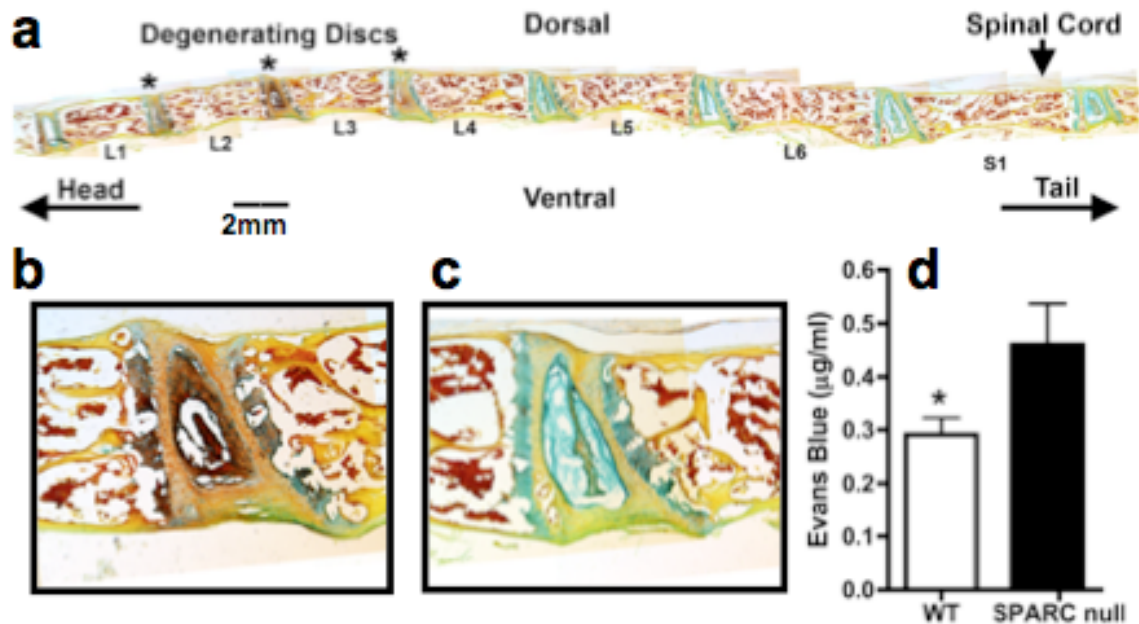 a
Degenerating Discs
Dorsal
Spinal Cord
* * *
L1 L2 L3 L4 L5 L6 S1
Head
2mm
Ventral
Tail
b
c
d
Evans Blue (µg/ml)
0.6
0.5
0.4
0.3
0.2
0.1
0.0
*
WT SPARC null